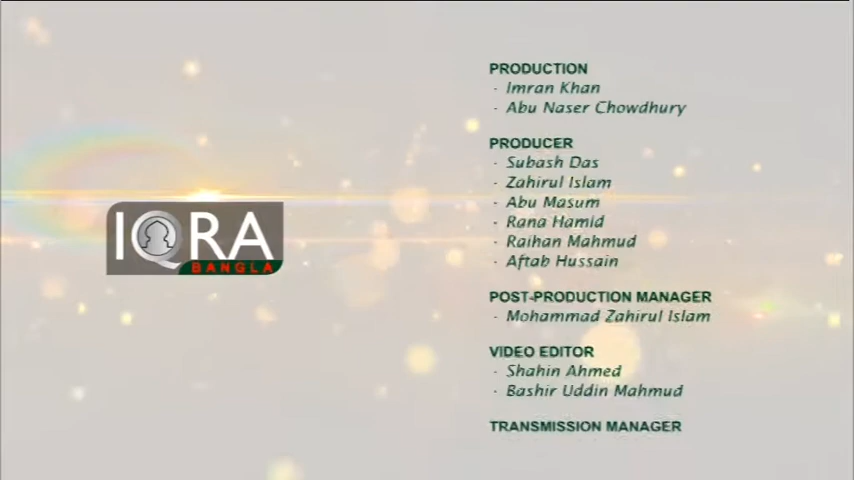 IQRA
BANGLA
PRODUCTION
- Imran Khan
- Abu Naser Chowdhury
PRODUCER
- Subash Das
- Zahirul Islam
- Abu Masum
- Rana Hamid
- Raihan Mahmud
- Aftab Hussain
POST-PRODUCTION MANAGER
- Mohammad Zahirul Islam
VIDEO EDITOR
- Shahin Ahmed
- Bashir Uddin Mahmud
TRANSMISSION MANAGER